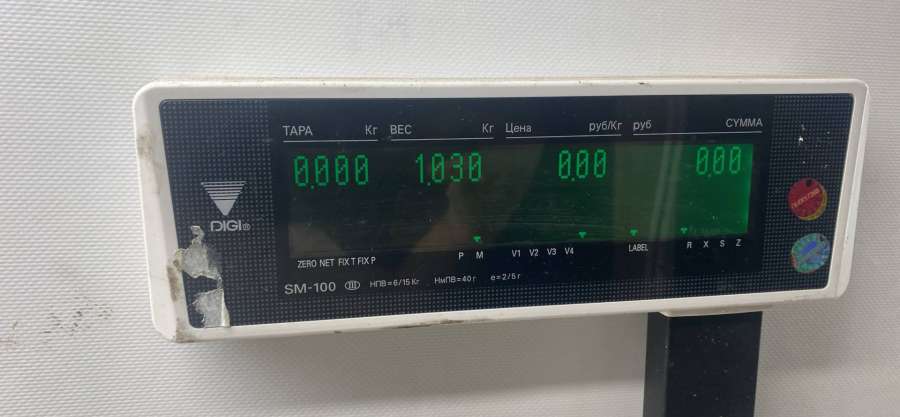 ТАРА Кг ВЕС Кг Цена руб/Кг руб СУММА
0.000 1.030 0.00 0.00
DIGI®
ZERO NET FIX T FIX P P M V1 V2 V3 V4 LABEL R X S Z
SM-100 III НПВ=6/15 Кг НмПВ=40 г e=2/5 г